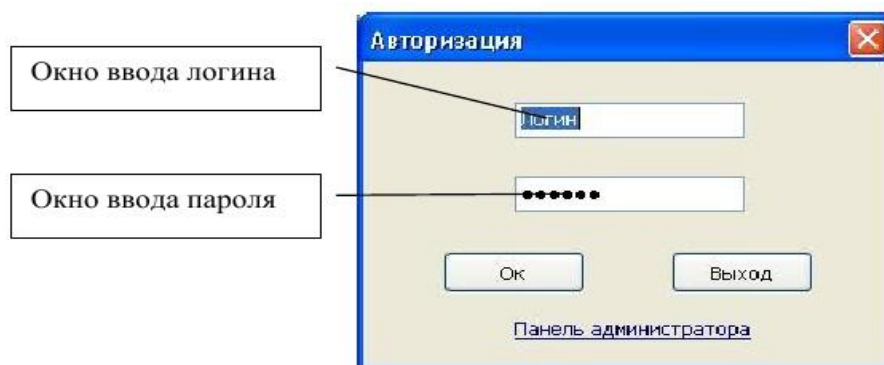 Авторизация
Окно ввода логина
Логин
Окно ввода пароля
••••••
Ок
Выход
Панель администратора